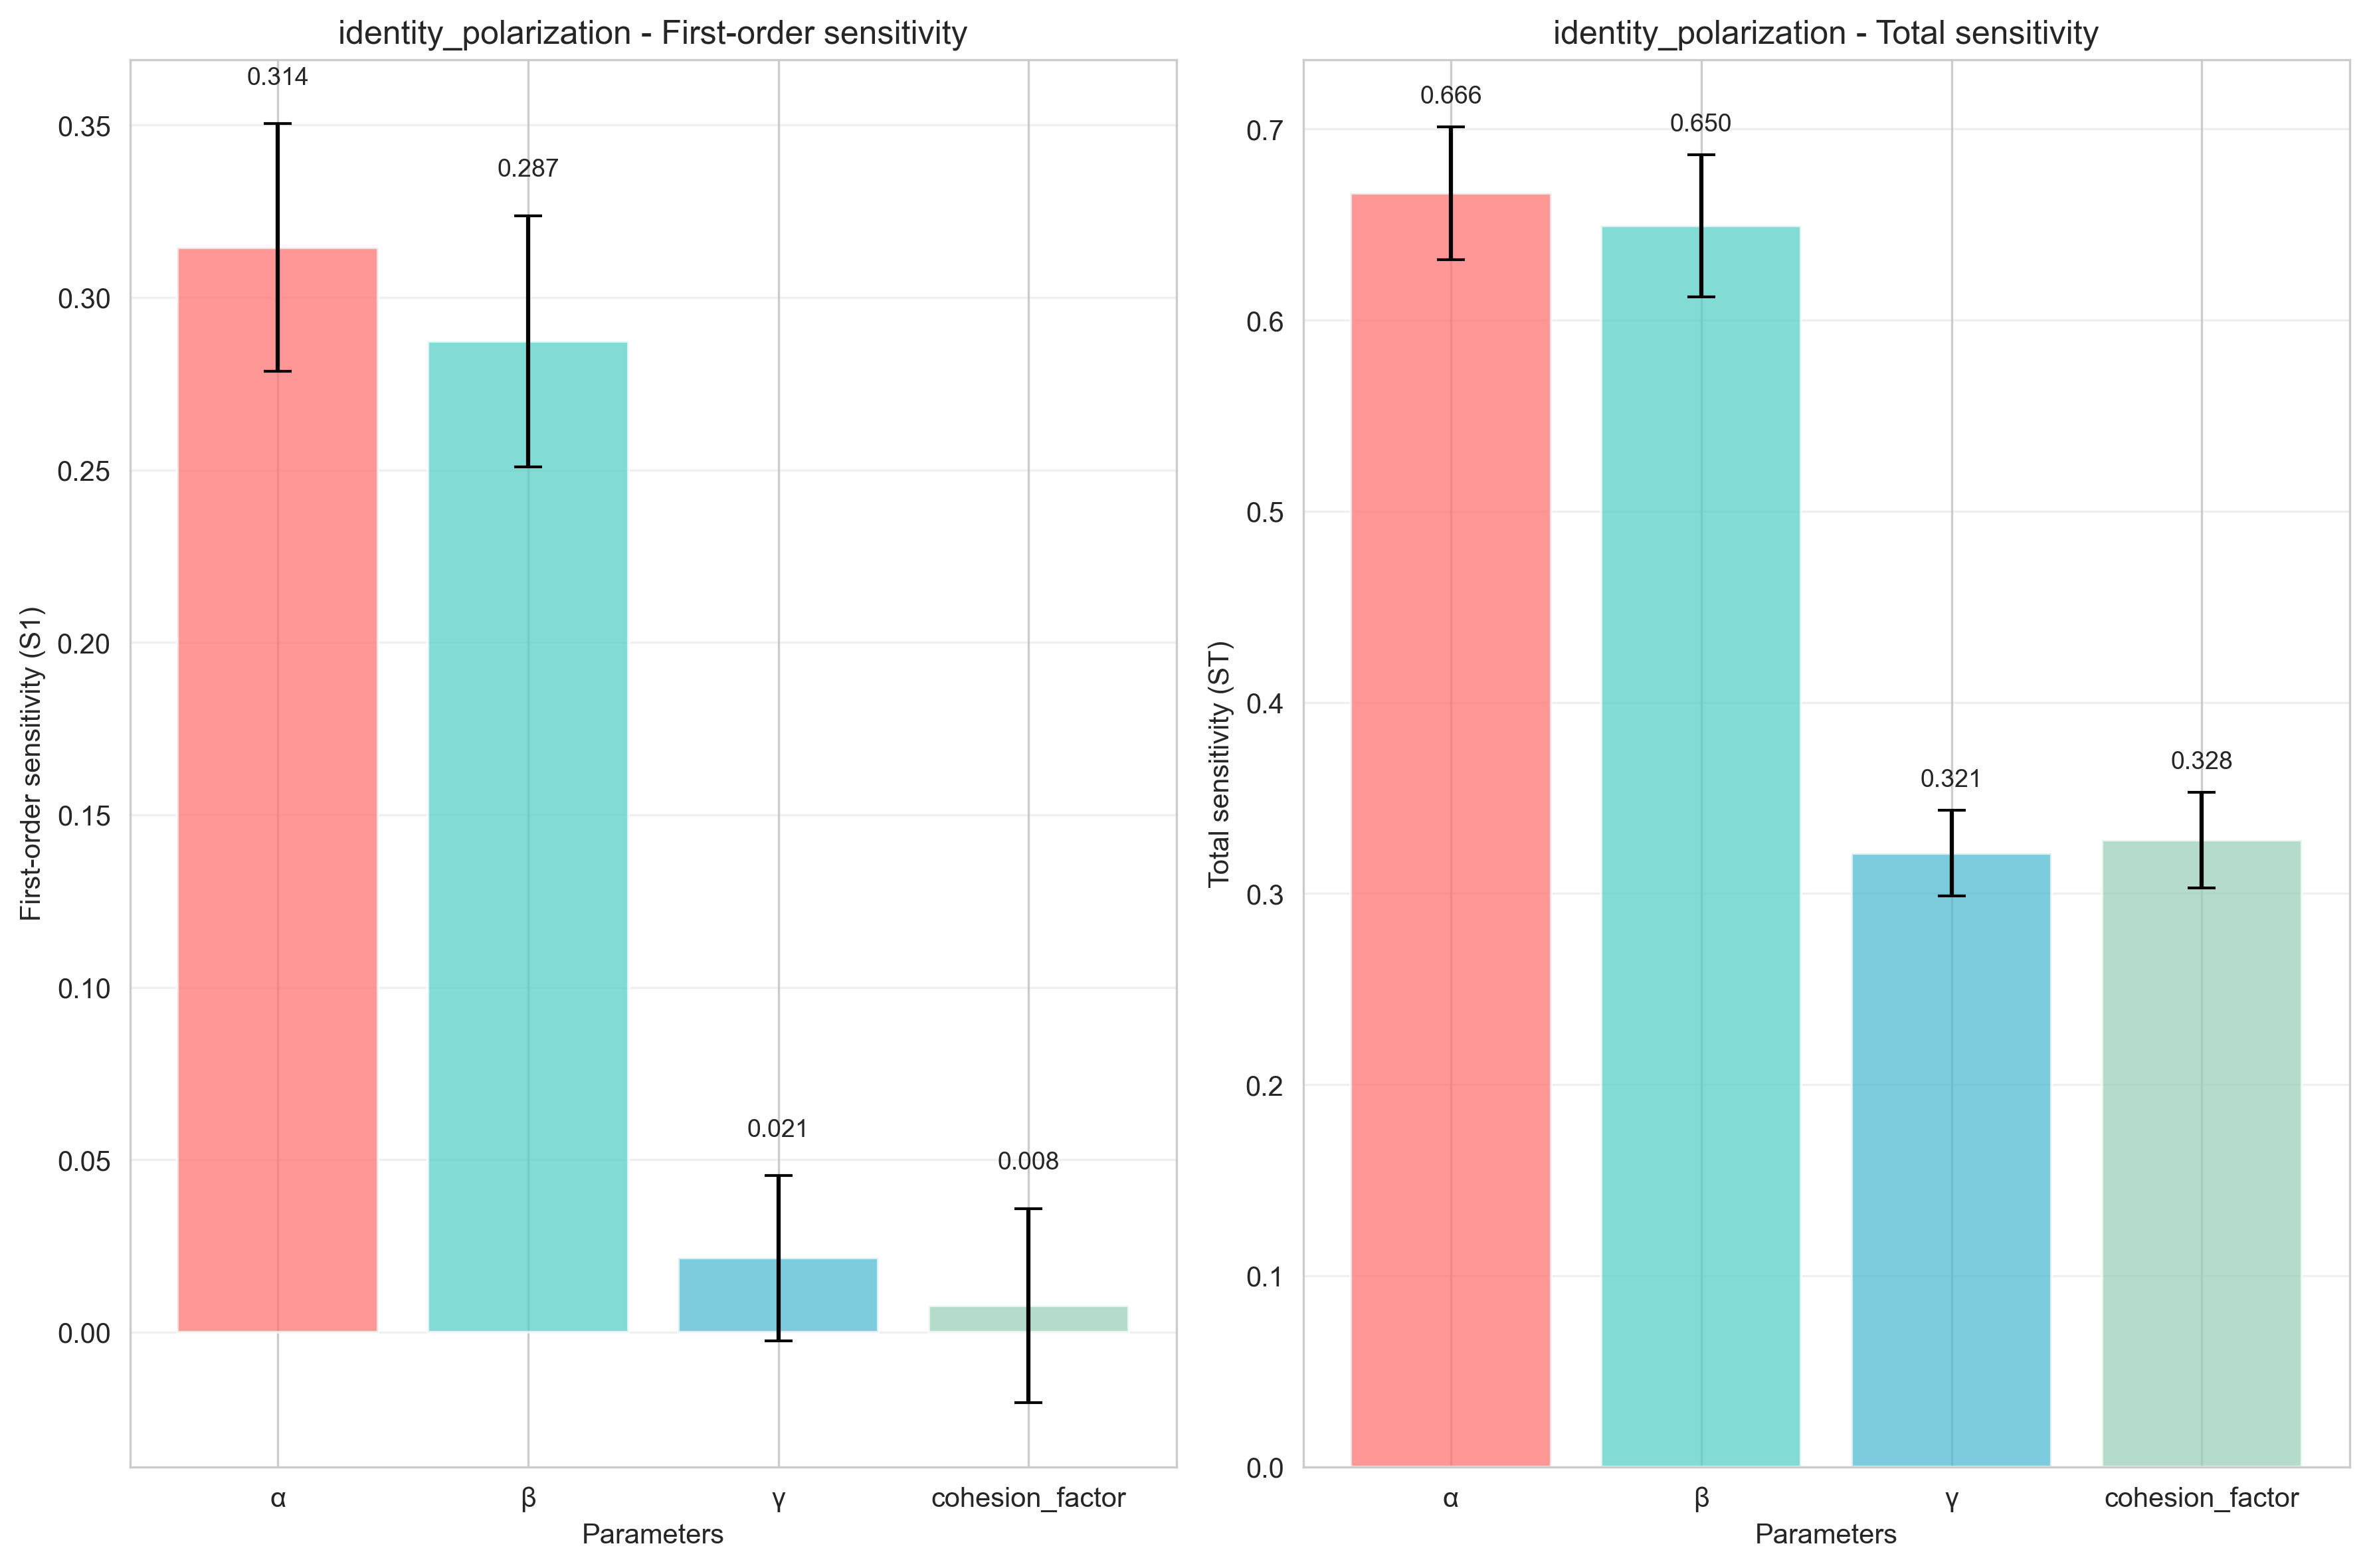 identity_polarization - First-order sensitivity
First-order sensitivity (S1)
0.35
0.30
0.25
0.20
0.15
0.10
0.05
0.00
0.314
0.287
0.021
0.008
α
β
γ
cohesion_factor
Parameters
identity_polarization - Total sensitivity
Total sensitivity (ST)
0.7
0.6
0.5
0.4
0.3
0.2
0.1
0.0
0.666
0.650
0.321
0.328
α
β
γ
cohesion_factor
Parameters